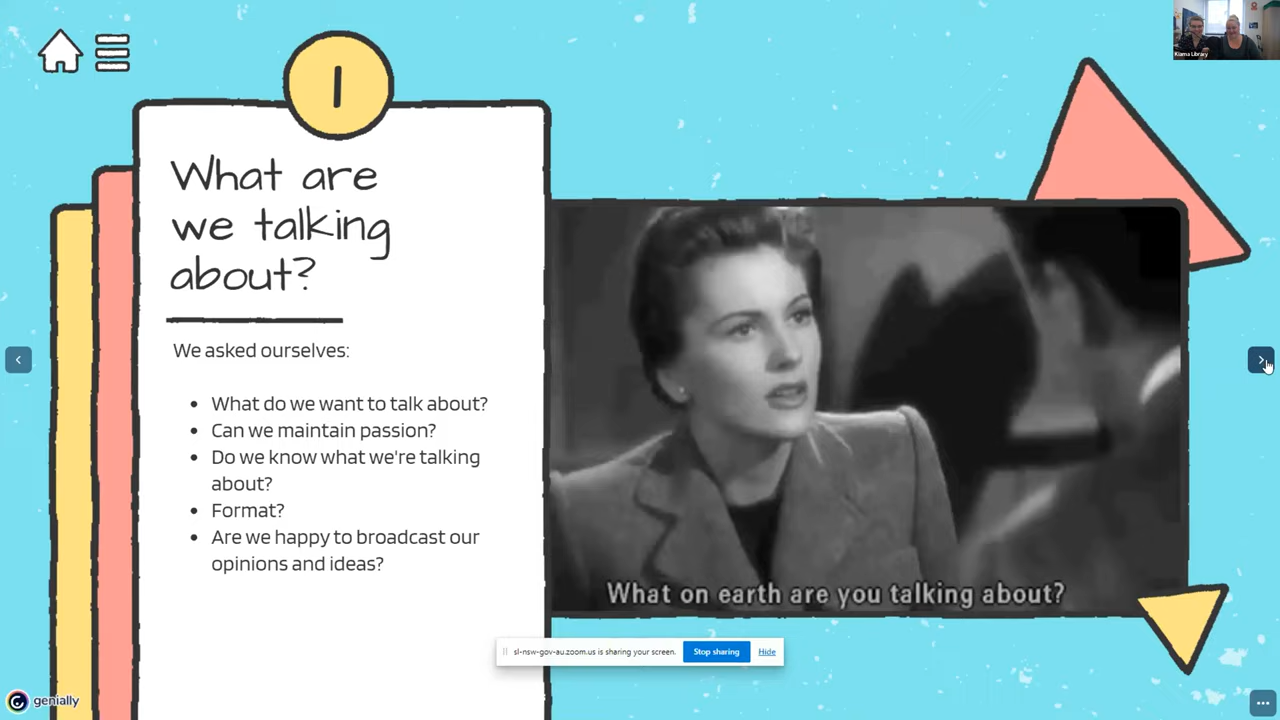 Kiama Library
1
What are
we talking
about?
We asked ourselves:
• What do we want to talk about?
• Can we maintain passion?
• Do we know what we're talking
about?
• Format?
• Are we happy to broadcast our
opinions and ideas?
What on earth are you talking about?
sl-nsw-gov-au.zoom.us is sharing your screen.
Stop sharing
Hide
genially